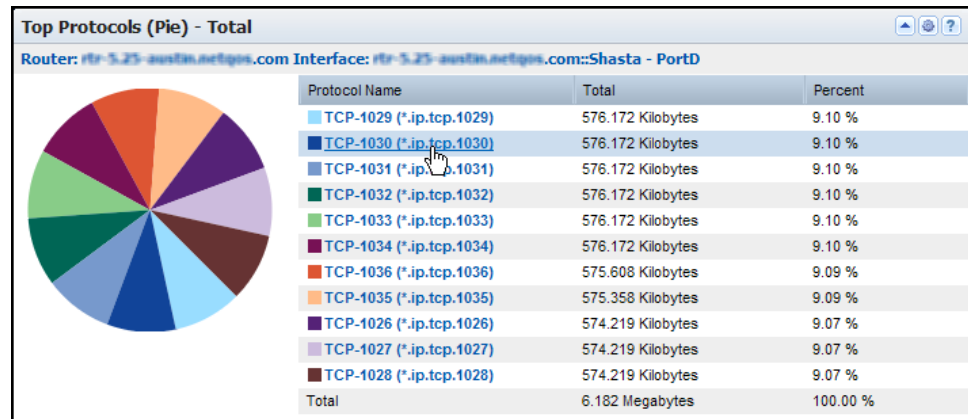 Top Protocols (Pie) - Total
?
Router: .com Interface: .com::Shasta - PortD
Protocol Name Total Percent
TCP-1029 (*.ip.tcp.1029) 576.172 Kilobytes 9.10 %
TCP-1030 (*.ip.tcp.1030) 576.172 Kilobytes 9.10 %
TCP-1031 (*.ip.tcp.1031) 576.172 Kilobytes 9.10 %
TCP-1032 (*.ip.tcp.1032) 576.172 Kilobytes 9.10 %
TCP-1033 (*.ip.tcp.1033) 576.172 Kilobytes 9.10 %
TCP-1034 (*.ip.tcp.1034) 576.172 Kilobytes 9.10 %
TCP-1036 (*.ip.tcp.1036) 575.608 Kilobytes 9.09 %
TCP-1035 (*.ip.tcp.1035) 575.358 Kilobytes 9.09 %
TCP-1026 (*.ip.tcp.1026) 574.219 Kilobytes 9.07 %
TCP-1027 (*.ip.tcp.1027) 574.219 Kilobytes 9.07 %
TCP-1028 (*.ip.tcp.1028) 574.219 Kilobytes 9.07 %
Total 6.182 Megabytes 100.00 %